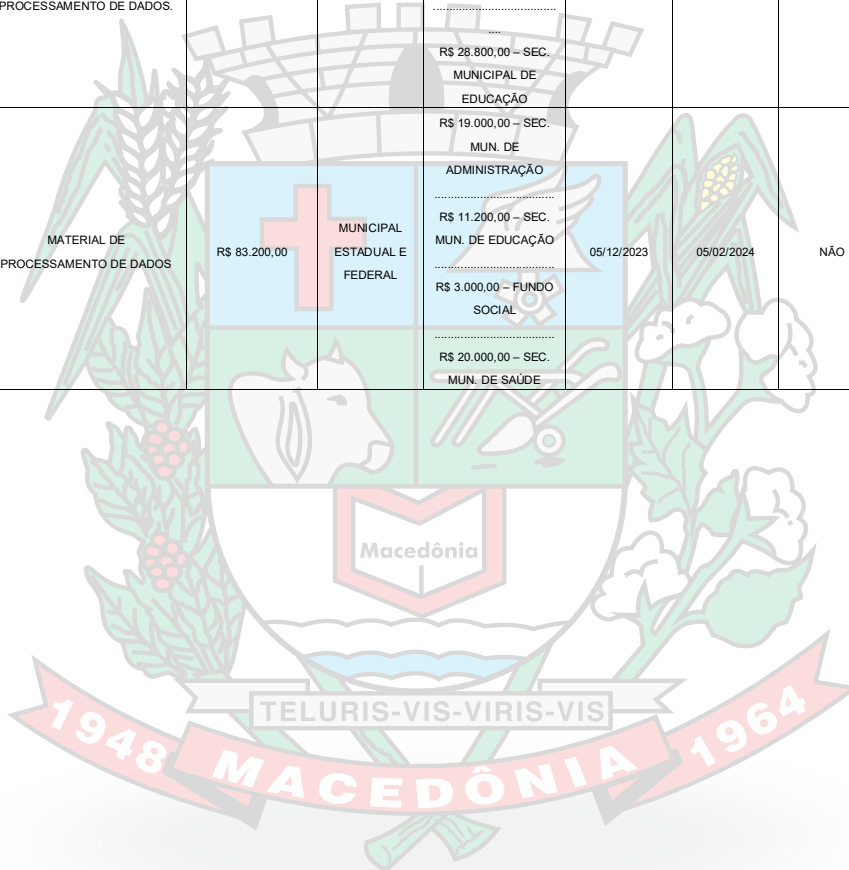 PROCESSAMENTO DE DADOS.
.......................................
....
R$ 28.800,00 – SEC.
MUNICIPAL DE
EDUCAÇÃO
MATERIAL DE
PROCESSAMENTO DE DADOS
R$ 83.200,00
MUNICIPAL
ESTADUAL E
FEDERAL
R$ 19.000,00 – SEC.
MUN. DE
ADMINISTRAÇÃO
.......................................
R$ 11.200,00 – SEC.
MUN. DE EDUCAÇÃO
.......................................
R$ 3.000,00 – FUNDO
SOCIAL
.......................................
R$ 20.000,00 – SEC.
MUN. DE SAÚDE
05/12/2023
05/02/2024
NÃO
Macedônia
TELURIS-VIS-VIRIS-VIS
1948 MACEDÔNIA 1964